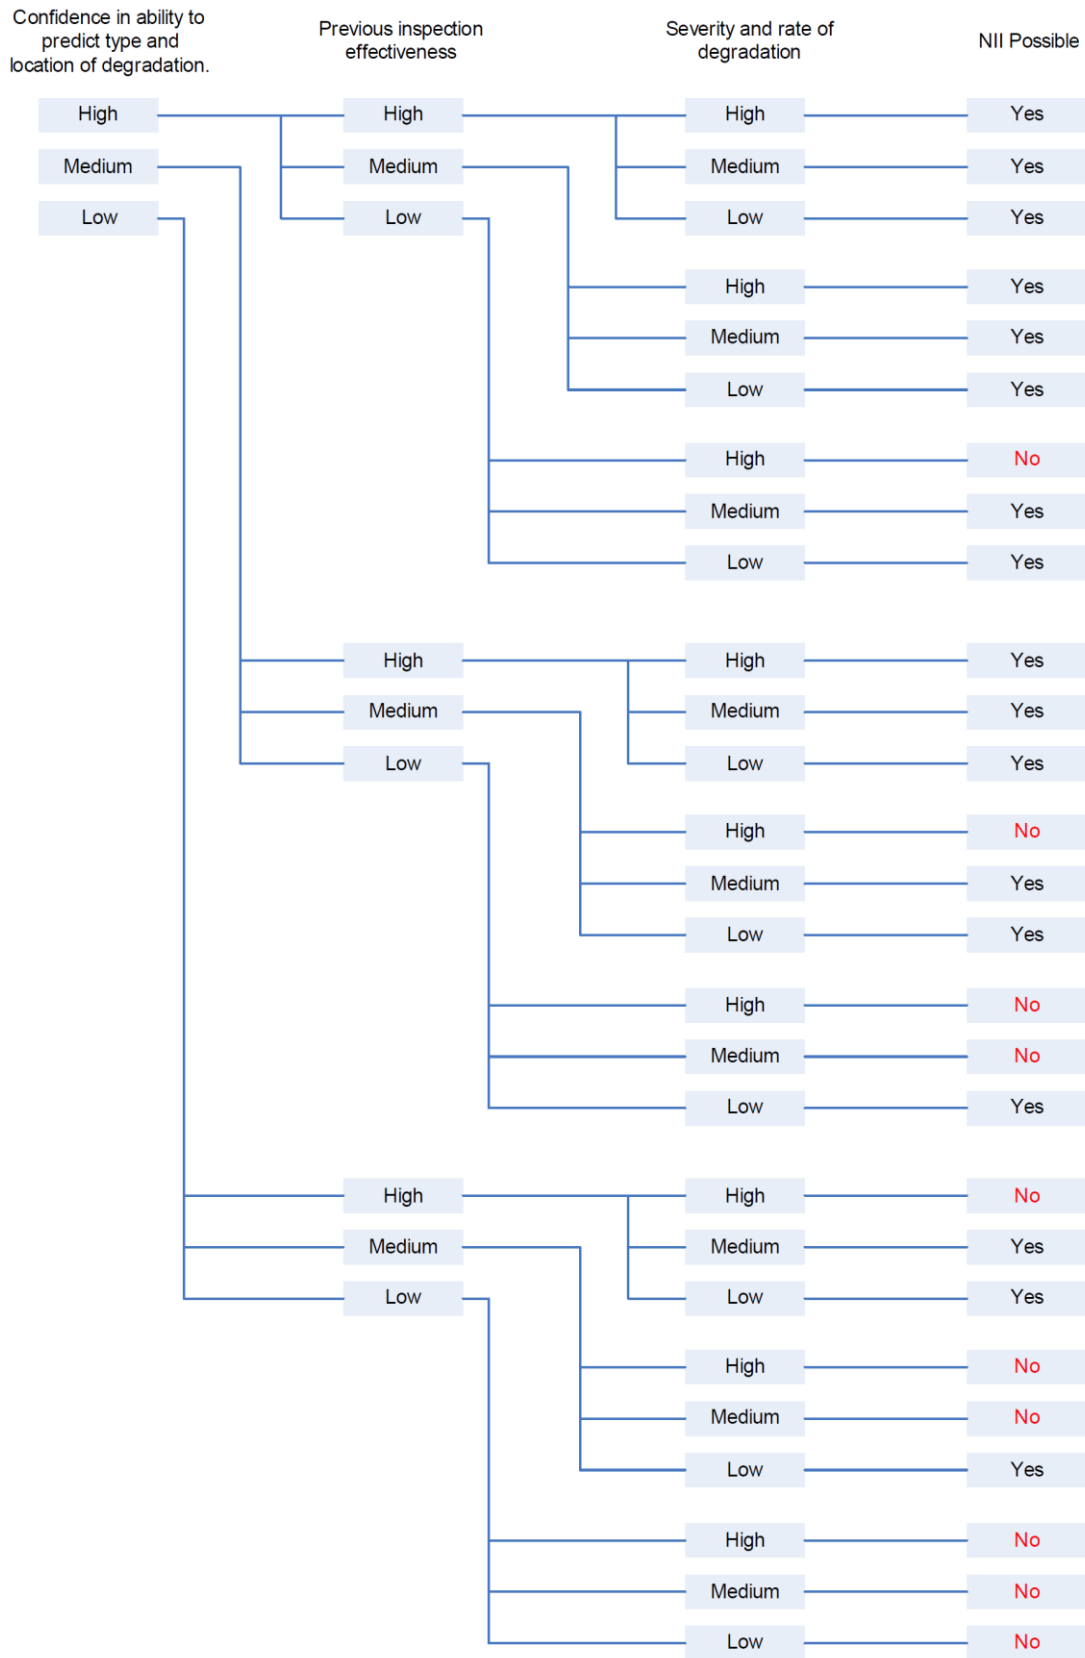 Confidence in ability to
predict type and
location of degradation.
Previous inspection
effectiveness
Severity and rate of
degradation
NII Possible
High High High Yes
Medium Medium Medium Yes
Low Low Low Yes
High Yes
Medium Yes
Low Yes
High No
Medium Yes
Low Yes
High High Yes
Medium Medium Yes
Low Low Yes
High No
Medium Yes
Low Yes
High No
Medium No
Low Yes
High High No
Medium Medium Yes
Low Low Yes
High No
Medium No
Low Yes
High No
Medium No
Low No